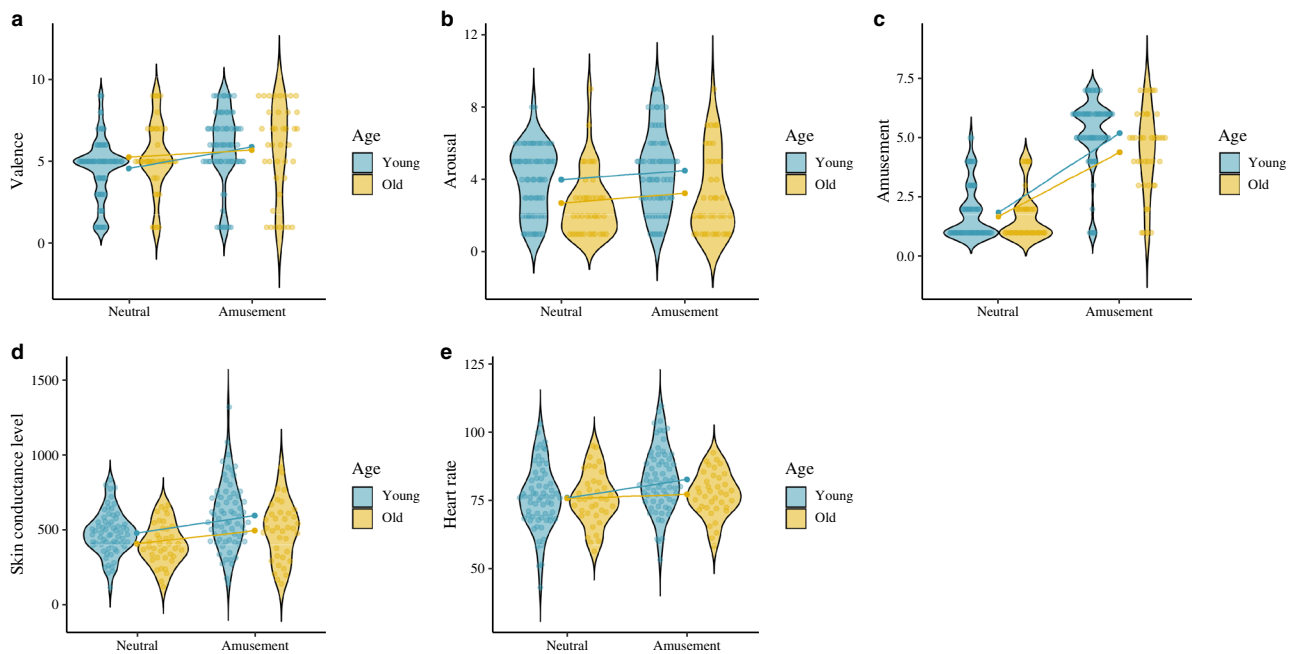 a
Valence
10
5
0
Neutral
Amusement
Age
Young
Old
b
Arousal
12
8
4
0
Neutral
Amusement
Age
Young
Old
c
Amusement
7.5
5.0
2.5
0.0
Neutral
Amusement
Age
Young
Old
d
Skin conductance level
1500
1000
500
0
Neutral
Amusement
Age
Young
Old
e
Heart rate
125
100
75
50
Neutral
Amusement
Age
Young
Old